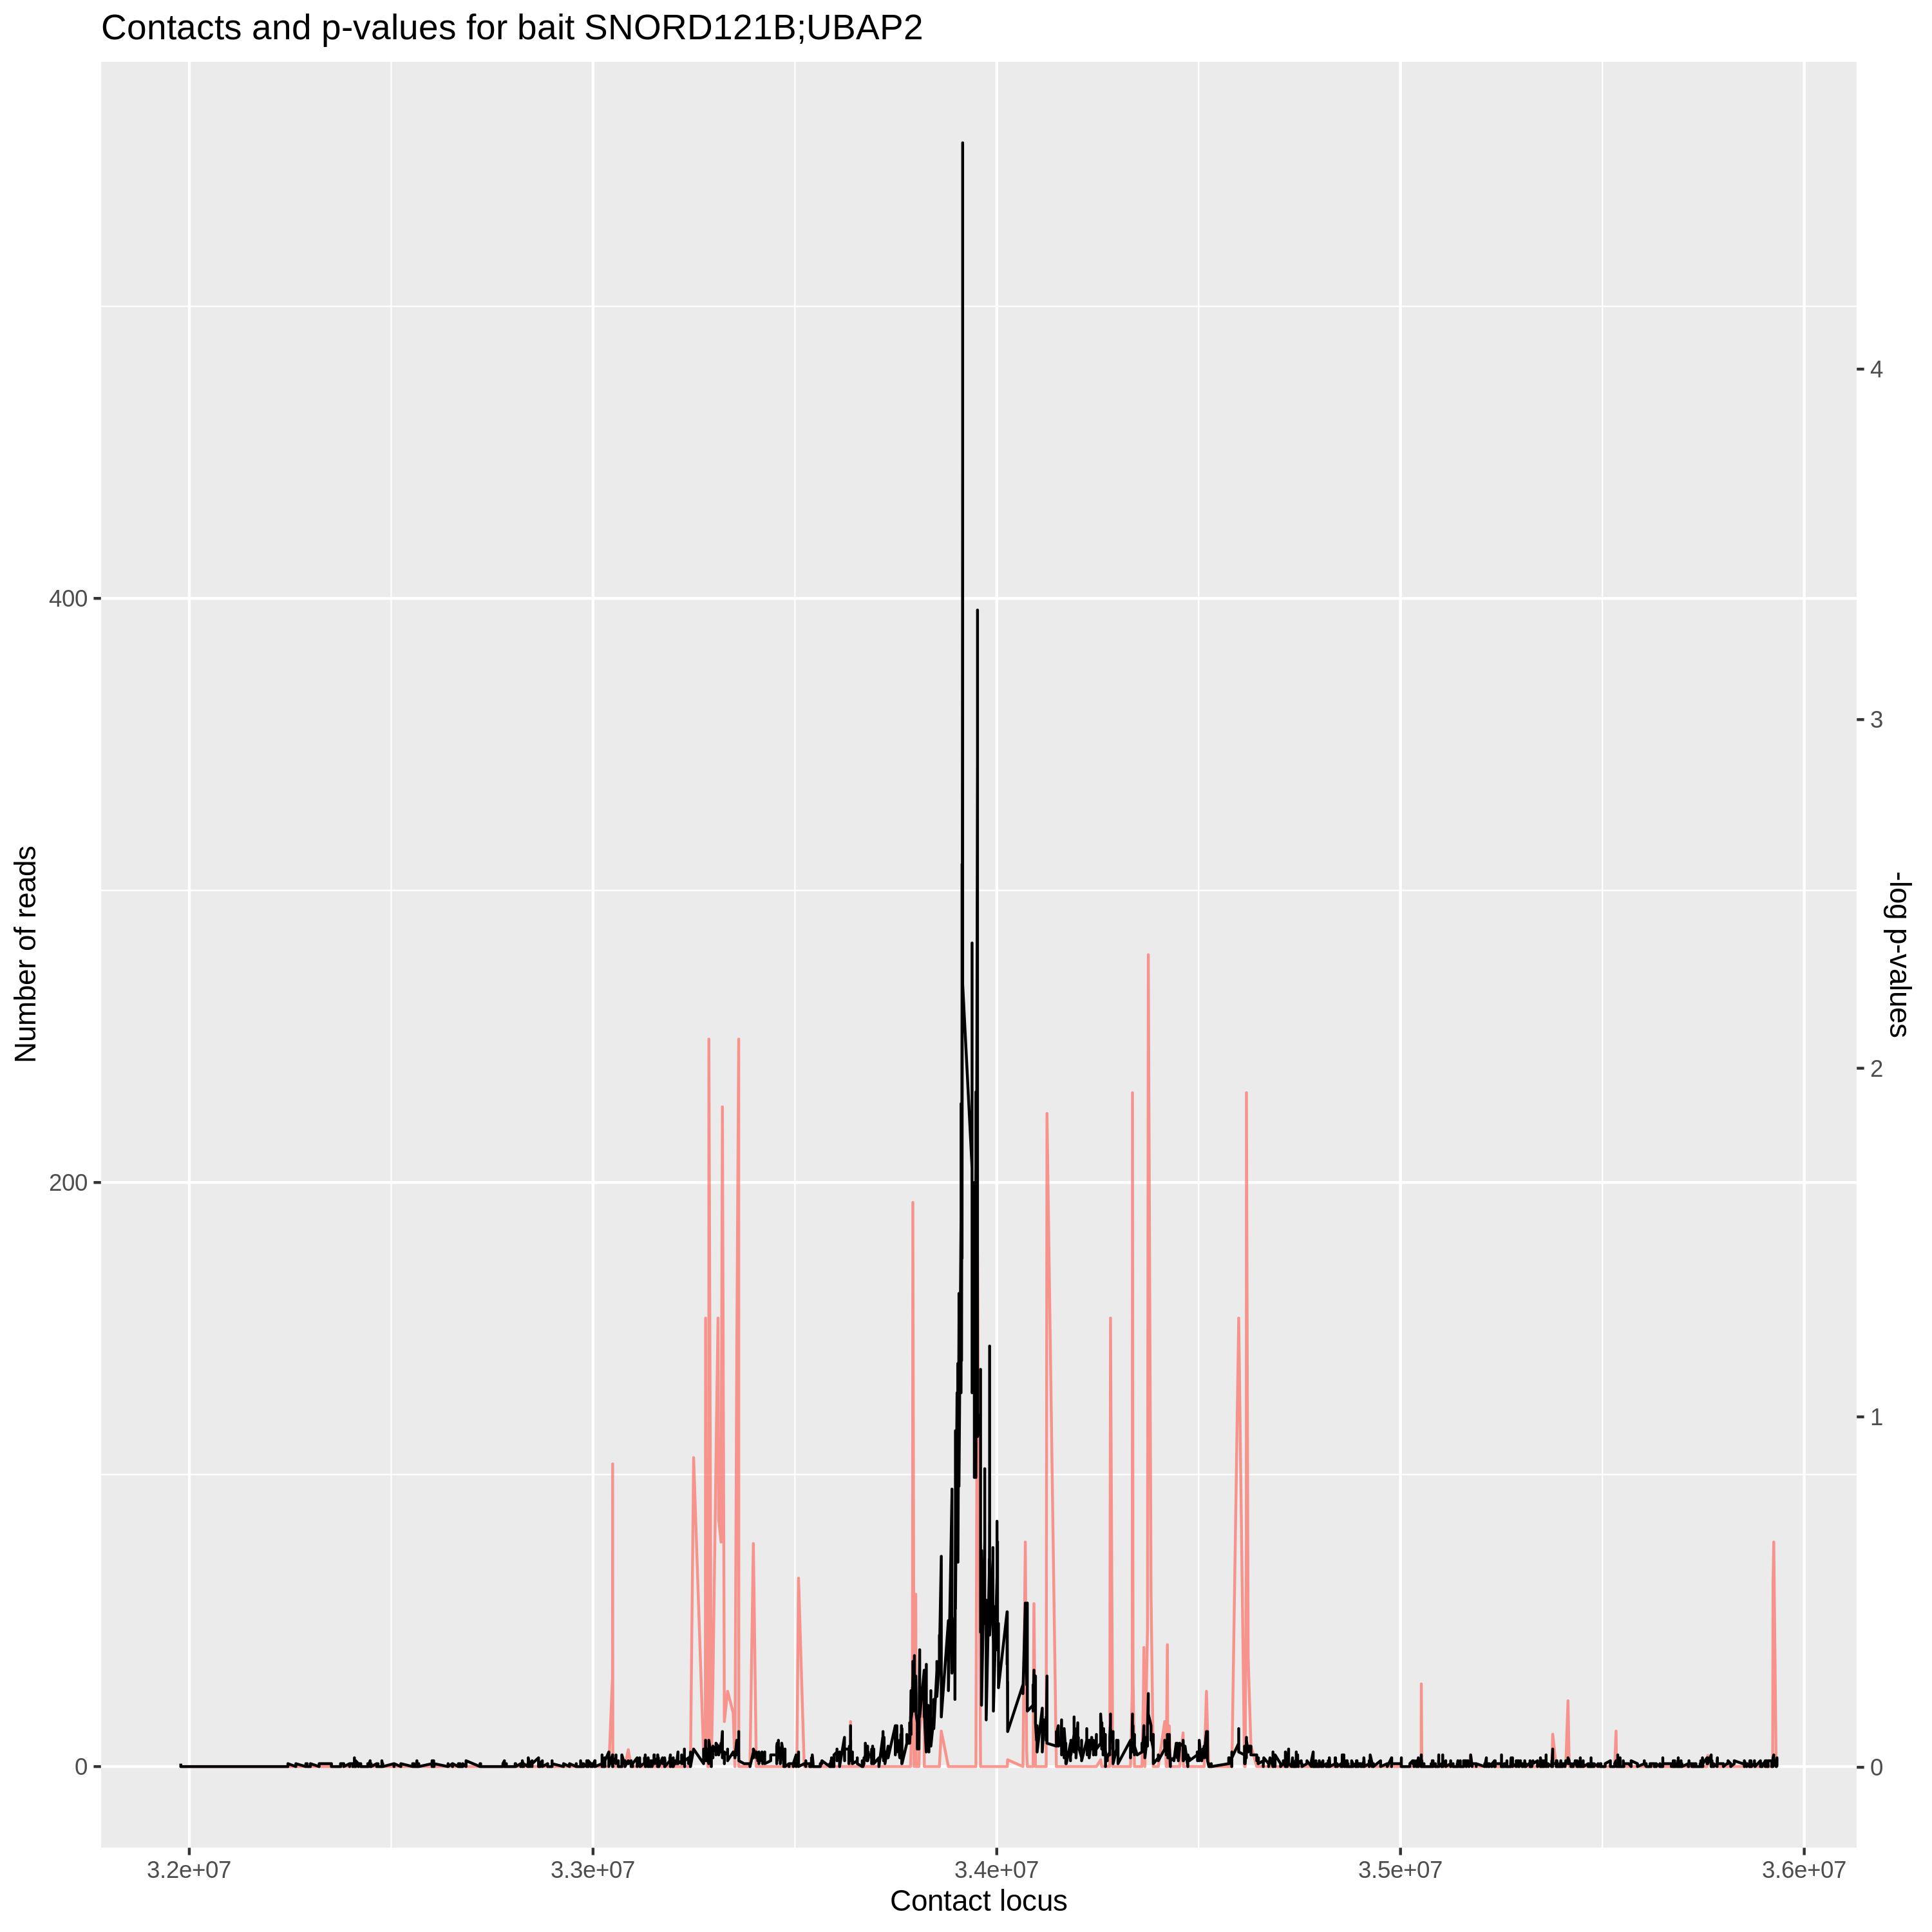 Contacts and p-values for bait SNORD121B;UBAP2
Number of reads
400
200
0
4
3
2
1
0
-log p-values
3.2e+07 3.3e+07 3.4e+07 3.5e+07 3.6e+07
Contact locus